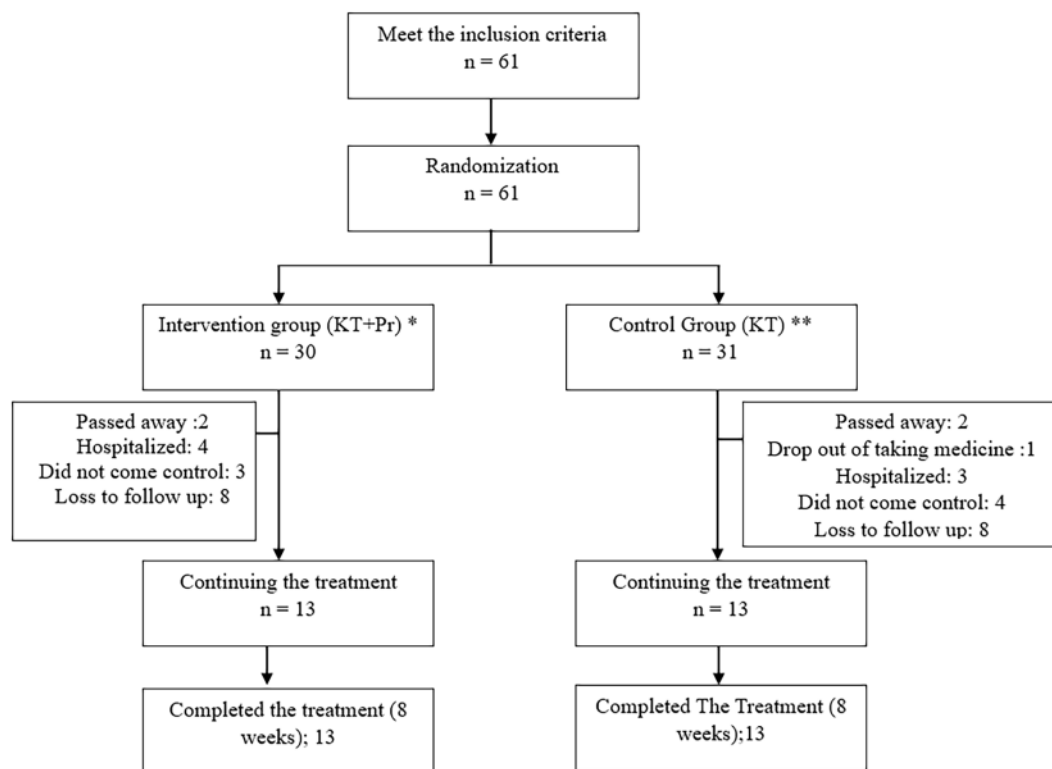 Meet the inclusion criteria
n = 61
Randomization
n = 61
Intervention group (KT+Pr) *
n = 30
Control Group (KT) **
n = 31
Passed away :2
Hospitalized: 4
Did not come control: 3
Loss to follow up: 8
Passed away: 2
Drop out of taking medicine :1
Hospitalized: 3
Did not come control: 4
Loss to follow up: 8
Continuing the treatment
n = 13
Continuing the treatment
n = 13
Completed the treatment (8
weeks); 13
Completed The Treatment (8
weeks);13